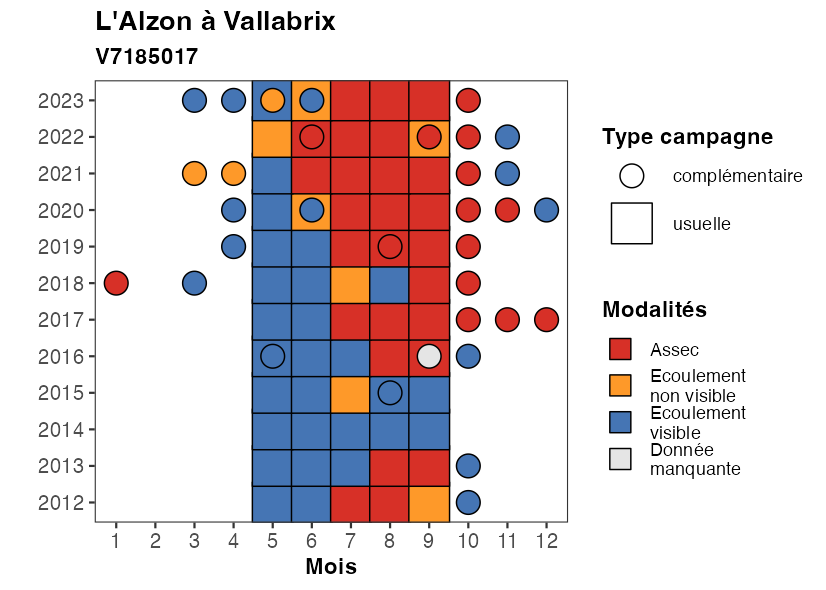 L'Alzon à Vallabrix
V7185017
2023
2022
2021
2020
2019
2018
2017
2016
2015
2014
2013
2012
1 2 3 4 5 6 7 8 9 10 11 12
Mois
Type campagne
complémentaire
usuelle
Modalités
Assec
Ecoulement
non visible
Ecoulement
visible
Donnée
manquante